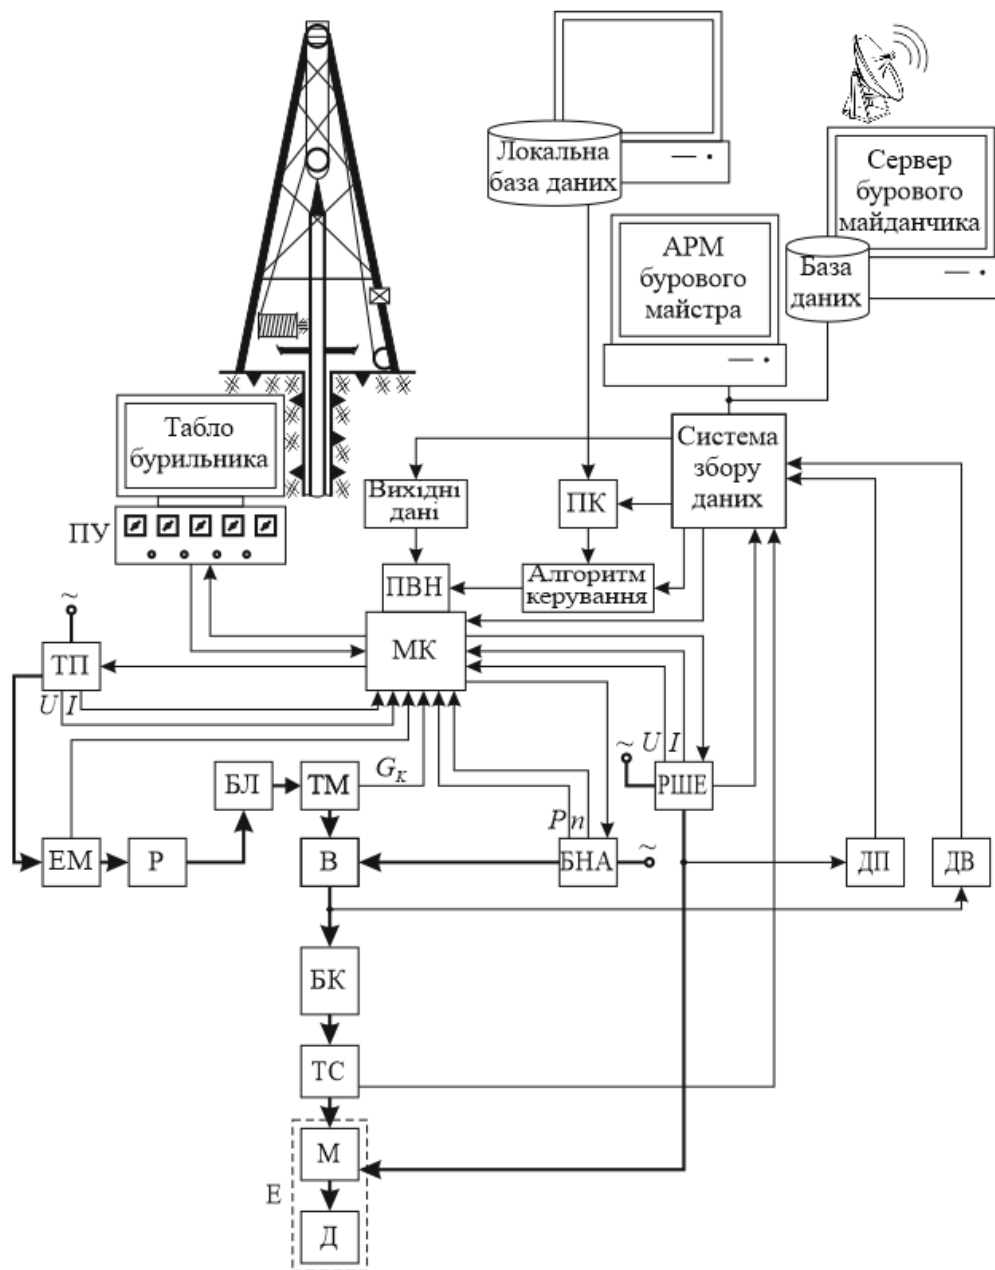 Локальна
база даних
Сервер
бурового
майданчика
АРМ
бурового
майстра
База
даних
Табло
бурильника
Система
збору
даних
Вихідні
дані
ПК
ПУ
ПВН
Алгоритм
керування
~
ТП
МК
U I
U I
~
РШЕ
БЛ
ТМ
Gк
P n
ЕМ
Р
В
БНА
~
ДП
ДВ
БК
ТС
М
Е
Д